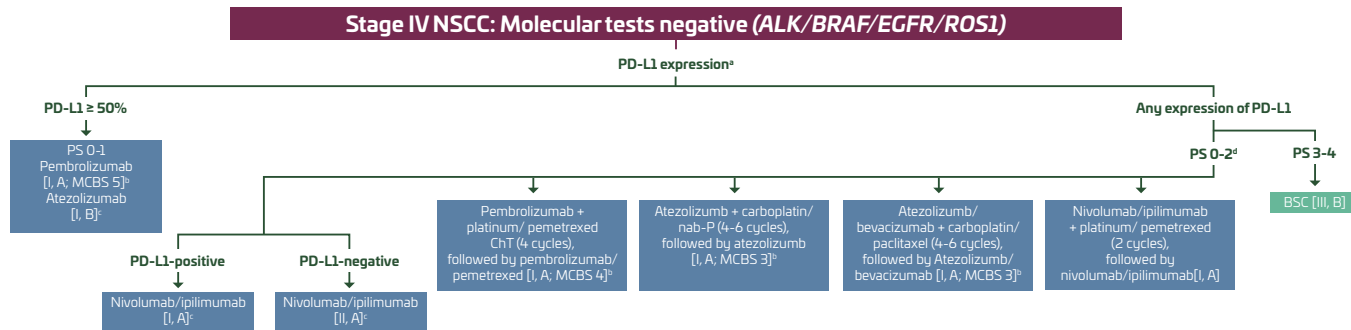 Stage IV NSCC: Molecular tests negative (ALK/BRAF/EGFR/ROS1)
PD-L1 expressionᵃ
PD-L1 ≥ 50%
Any expression of PD-L1
PS 0-1
Pembrolizumab
[I, A; MCBS 5]ᵇ
Atezolizumab
[I, B]ᶜ
PS 0-2ᵈ
PS 3-4
BSC [III, B]
PD-L1-positive
PD-L1-negative
Nivolumab/ipilimumab
[I, A]ᶜ
Nivolumab/ipilimumab
[II, A]ᶜ
Pembrolizumab +
platinum/ pemetrexed
ChT (4 cycles),
followed by pembrolizumab/
pemetrexed [I, A; MCBS 4]ᵇ
Atezolizumb + carboplatin/
nab-P (4-6 cycles),
followed by atezolizumb
[I, A; MCBS 3]ᵇ
Atezolizumb/
bevacizumab + carboplatin/
paclitaxel (4-6 cycles),
followed by Atezolizumb/
bevacizumab [I, A; MCBS 3]ᵇ
Nivolumab/ipilimumab
+ platinum/ pemetrexed
(2 cycles),
followed by
nivolumab/ipilimumab[I, A]